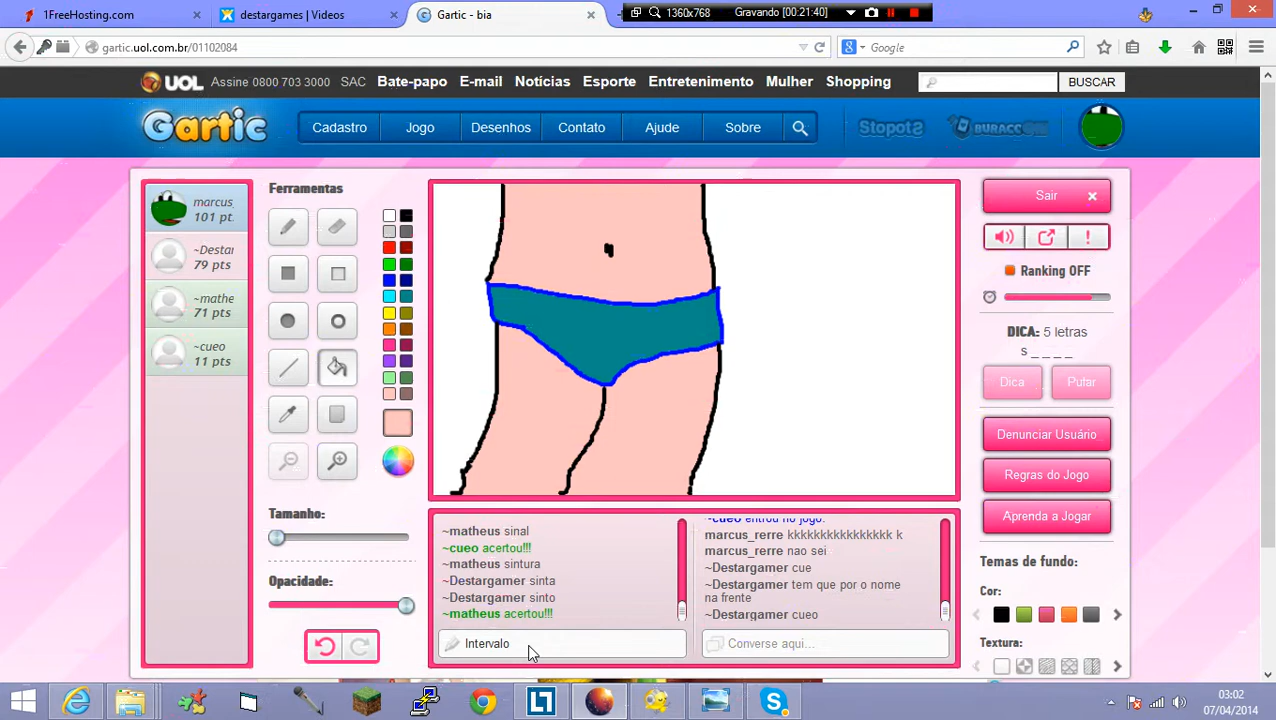 1FreeHosting.com
destargames | Videos
Gartic - bia
1360x768
Gravando [00:21:40]
gartic.uol.com.br/01102084
Google
UOL Assine 0800 703 3000 SAC Bate-papo E-mail Notícias Esporte Entretenimento Mulher Shopping BUSCAR
Gartic Cadastro Jogo Desenhos Contato Ajude Sobre StopotS BURACOON
marcus_
101 pt.
~Destar
79 pts
~mathe
71 pts
~cueo
11 pts
Ferramentas
Tamanho:
Opacidade:
~matheus sinal
~cueo acertou!!!
~matheus sintura
~Destargamer sinta
~Destargamer sinto
~matheus acertou!!!
Intervalo
~cueo entrou no jogo.
marcus_rerre kkkkkkkkkkkkkkkkk k
marcus_rerre nao sei
~Destargamer cue
~Destargamer tem que por o nome
na frente
~Destargamer cueo
Converse aqui...
Sair ×
Ranking OFF
DICA: 5 letras
s _ _ _ _
Dica Pular
Denunciar Usuário
Regras do Jogo
Aprenda a Jogar
Temas de fundo:
Cor:
Textura:
03:02
07/04/2014